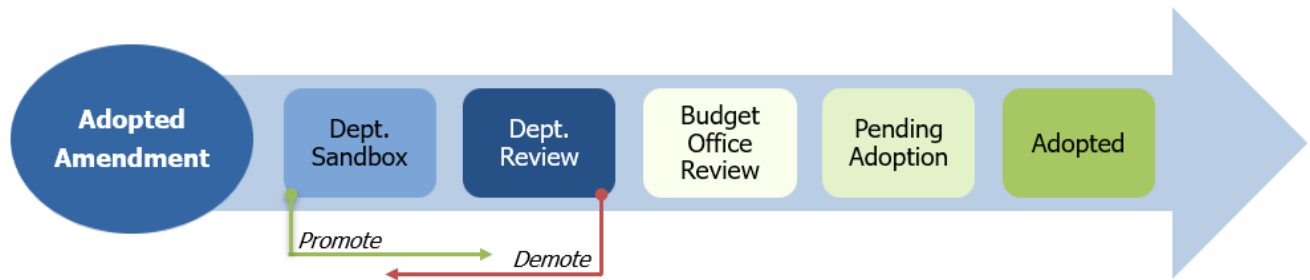 Adopted
Amendment
Dept.
Sandbox
Dept.
Review
Budget
Office
Review
Pending
Adoption
Adopted
Promote
Demote